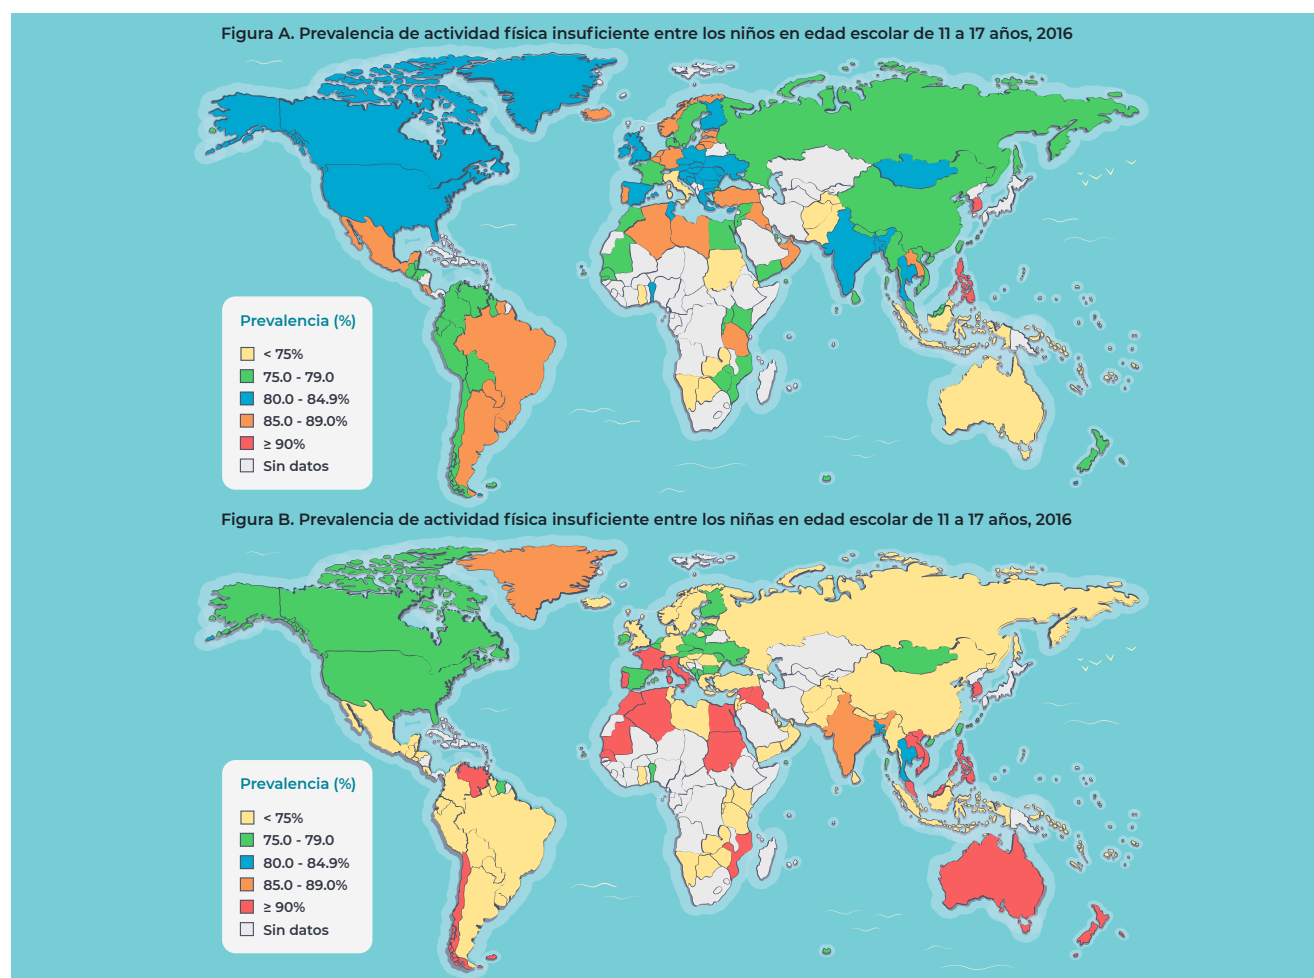 Figura A. Prevalencia de actividad física insuficiente entre los niños en edad escolar de 11 a 17 años, 2016
Prevalencia (%)
< 75%
75.0 - 79.0
80.0 - 84.9%
85.0 - 89.0%
≥ 90%
Sin datos
Figura B. Prevalencia de actividad física insuficiente entre los niñas en edad escolar de 11 a 17 años, 2016
Prevalencia (%)
< 75%
75.0 - 79.0
80.0 - 84.9%
85.0 - 89.0%
≥ 90%
Sin datos